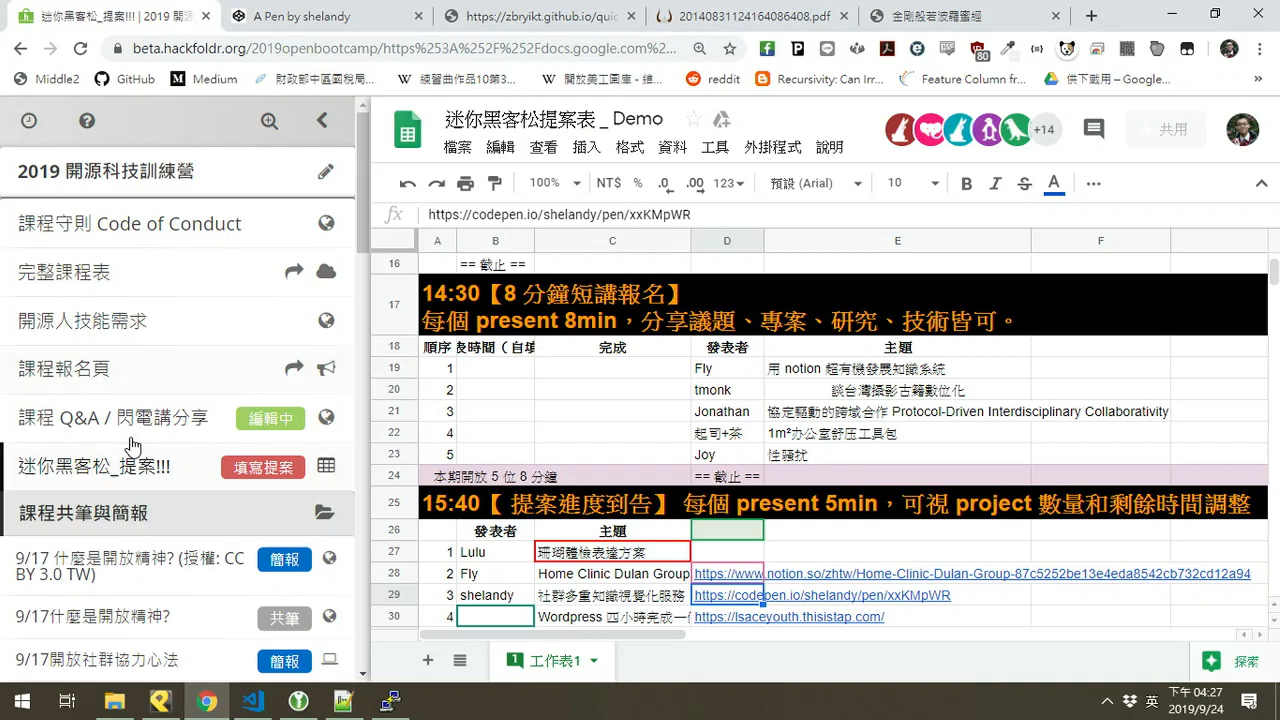 迷你黑客松_提案!!! | 2019 開源
A Pen by shelandy
https://zbryikt.github.io/quic
20140831124164086408.pdf
金剛般若波羅蜜經
beta.hackfoldr.org/2019openbootcamp/https%253A%252F%252Fdocs.google.com%2...
80
Middle2
GitHub
Medium
財政部中區國稅局...
練習曲作品10第3...
開放美工圖庫 - 維...
reddit
Recursivity: Can Irr...
Feature Column fr...
供下載用 – Google...
2019 開源科技訓練營
課程守則 Code of Conduct
完整課程表
開源人技能需求
課程報名頁
課程 Q&A / 閃電講分享
編輯中
迷你黑客松_提案!!!
填寫提案
課程共筆與簡報
9/17 什麼是開放精神? (授權: CC
BY 3.0 TW)
簡報
9/17什麼是開放精神?
共筆
9/17開放社群協力心法
簡報
迷你黑客松提案表 _ Demo
+14
共用
檔案 編輯 查看 插入 格式 資料 工具 外掛程式 說明
100% NT$ % .0 .00 123 預設 (Arial) 10 B I S A
fx https://codepen.io/shelandy/pen/xxKMpWR
A B C D E F
16 == 截止 ==
17 14:30【8 分鐘短講報名】
每個 present 8min，分享議題、專案、研究、技術皆可。
18 順序 時間（自填 完成 發表者 主題
19 1 Fly 用 notion 超有機發展知識系統
20 2 tmonk 談台灣攝影古籍數位化
21 3 Jonathan 協定驅動的跨域合作 Protocol-Driven Interdisciplinary Collaborativity
22 4 起司+茶 1m²办公室舒压工具包
23 5 Joy 性騷扰
24 本期開放 5 位 8 分鐘 == 截止 ==
25 15:40【 提案進度到告】 每個 present 5min，可視 project 數量和剩餘時間調整
26 發表者 主題
27 1 Lulu 珊瑚體檢表達方案
28 2 Fly Home Clinic Dulan Group https://www.notion.so/zhtw/Home-Clinic-Dulan-Group-87c5252be13e4eda8542cb732cd12a94
29 3 shelandy 社群多重知識視覺化服務 https://codepen.io/shelandy/pen/xxKMpWR
30 4 Wordpress 四小時完成一 https://lsaceyouth.thisistap.com/
1 工作表1
探索
英
下午 04:27
2019/9/24